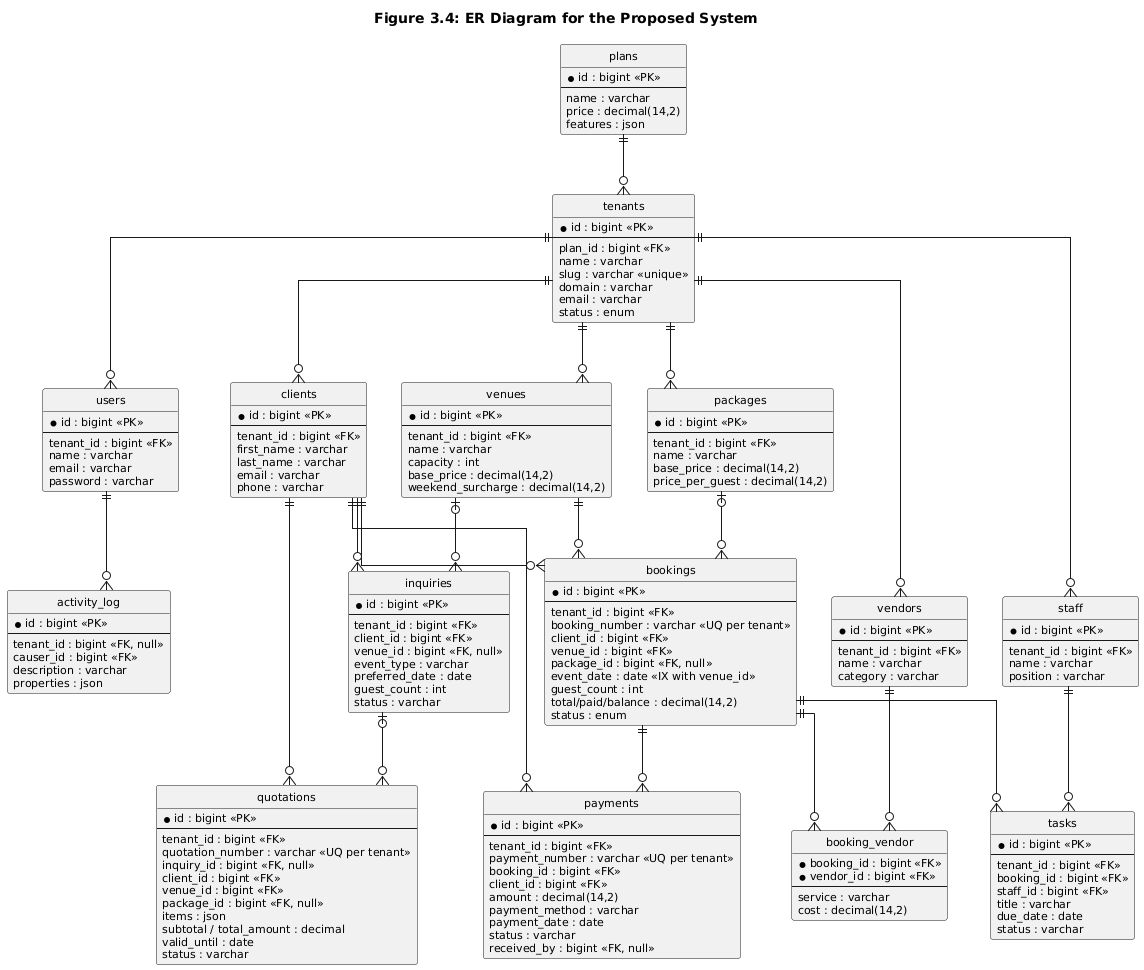 Figure 3.4: ER Diagram for the Proposed System
plans
id : bigint «PK»
name : varchar
price : decimal(14,2)
features : json
tenants
id : bigint «PK»
plan_id : bigint «FK»
name : varchar
slug : varchar «unique»
domain : varchar
email : varchar
status : enum
users
id : bigint «PK»
tenant_id : bigint «FK»
name : varchar
email : varchar
password : varchar
clients
id : bigint «PK»
tenant_id : bigint «FK»
first_name : varchar
last_name : varchar
email : varchar
phone : varchar
venues
id : bigint «PK»
tenant_id : bigint «FK»
name : varchar
capacity : int
base_price : decimal(14,2)
weekend_surcharge : decimal(14,2)
packages
id : bigint «PK»
tenant_id : bigint «FK»
name : varchar
base_price : decimal(14,2)
price_per_guest : decimal(14,2)
activity_log
id : bigint «PK»
tenant_id : bigint «FK, null»
causer_id : bigint «FK»
description : varchar
properties : json
inquiries
id : bigint «PK»
tenant_id : bigint «FK»
client_id : bigint «FK»
venue_id : bigint «FK, null»
event_type : varchar
preferred_date : date
guest_count : int
status : varchar
bookings
id : bigint «PK»
tenant_id : bigint «FK»
booking_number : varchar «UQ per tenant»
client_id : bigint «FK»
venue_id : bigint «FK»
package_id : bigint «FK, null»
event_date : date «IX with venue_id»
guest_count : int
total/paid/balance : decimal(14,2)
status : enum
vendors
id : bigint «PK»
tenant_id : bigint «FK»
name : varchar
category : varchar
staff
id : bigint «PK»
tenant_id : bigint «FK»
name : varchar
position : varchar
quotations
id : bigint «PK»
tenant_id : bigint «FK»
quotation_number : varchar «UQ per tenant»
inquiry_id : bigint «FK, null»
client_id : bigint «FK»
venue_id : bigint «FK»
package_id : bigint «FK, null»
items : json
subtotal / total_amount : decimal
valid_until : date
status : varchar
payments
id : bigint «PK»
tenant_id : bigint «FK»
payment_number : varchar «UQ per tenant»
booking_id : bigint «FK»
client_id : bigint «FK»
amount : decimal(14,2)
payment_method : varchar
payment_date : date
status : varchar
received_by : bigint «FK, null»
booking_vendor
booking_id : bigint «FK»
vendor_id : bigint «FK»
service : varchar
cost : decimal(14,2)
tasks
id : bigint «PK»
tenant_id : bigint «FK»
booking_id : bigint «FK»
staff_id : bigint «FK»
title : varchar
due_date : date
status : varchar